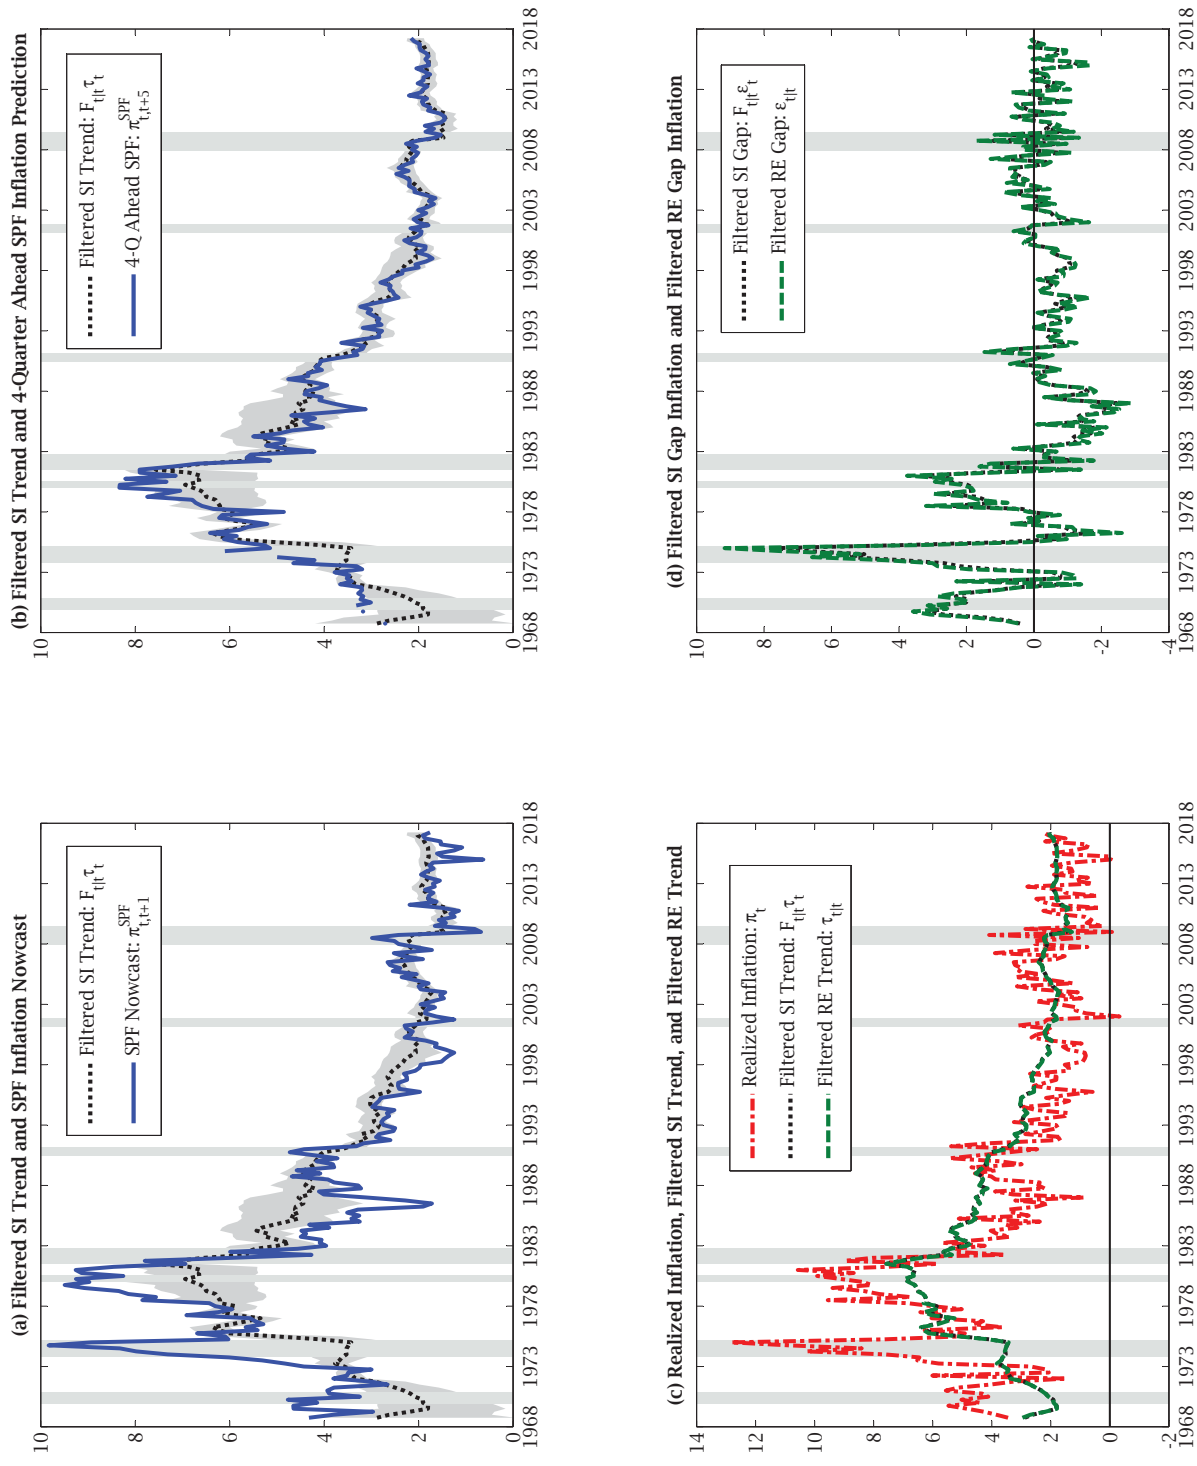 (a) Filtered SI Trend and SPF Inflation Nowcast
10
8
6
4
2
0
Filtered SI Trend: F_{t|t} τ_t
SPF Nowcast: π^{SPF}_{t,t+1}
1968 1973 1978 1983 1988 1993 1998 2003 2008 2013 2018
(b) Filtered SI Trend and 4-Quarter Ahead SPF Inflation Prediction
10
8
6
4
2
0
Filtered SI Trend: F_{t|t} τ_t
4-Q Ahead SPF: π^{SPF}_{t,t+5}
1968 1973 1978 1983 1988 1993 1998 2003 2008 2013 2018
(c) Realized Inflation, Filtered SI Trend, and Filtered RE Trend
14
12
10
8
6
4
2
0
-2
Realized Inflation: π_t
Filtered SI Trend: F_{t|t} τ_t
Filtered RE Trend: τ_{t|t}
1968 1973 1978 1983 1988 1993 1998 2003 2008 2013 2018
(d) Filtered SI Gap Inflation and Filtered RE Gap Inflation
10
8
6
4
2
0
-2
-4
Filtered SI Gap: F_{t|t} ε_t
Filtered RE Gap: ε_{t|t}
1968 1973 1978 1983 1988 1993 1998 2003 2008 2013 2018